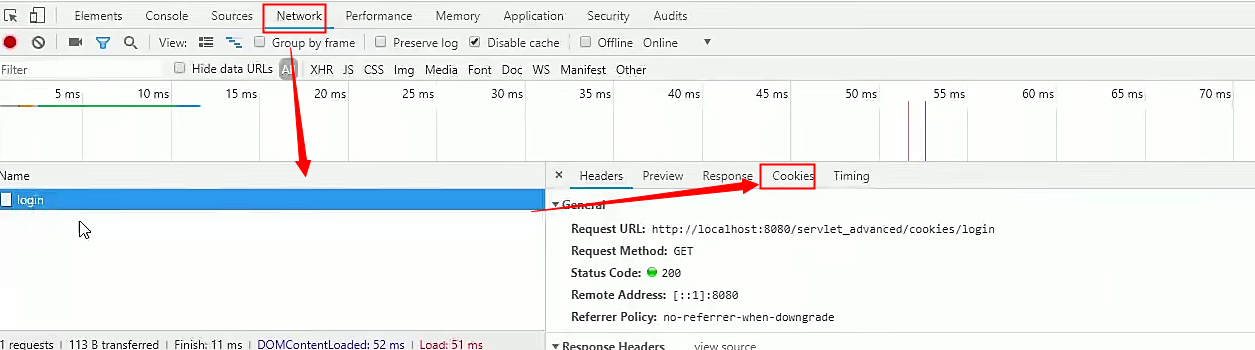 Elements Console Sources Network Performance Memory Application Security Audits
View: Group by frame Preserve log Disable cache Offline Online
Filter Hide data URLs All XHR JS CSS Img Media Font Doc WS Manifest Other
5 ms 10 ms 15 ms 20 ms 25 ms 30 ms 35 ms 40 ms 45 ms 50 ms 55 ms 60 ms 65 ms 70 ms
Name
login
× Headers Preview Response Cookies Timing
General
Request URL: http://localhost:8080/servlet_advanced/cookies/login
Request Method: GET
Status Code: 200
Remote Address: [::1]:8080
Referrer Policy: no-referrer-when-downgrade
Response Headers view source
1 requests | 113 B transferred | Finish: 11 ms | DOMContentLoaded: 52 ms | Load: 51 ms